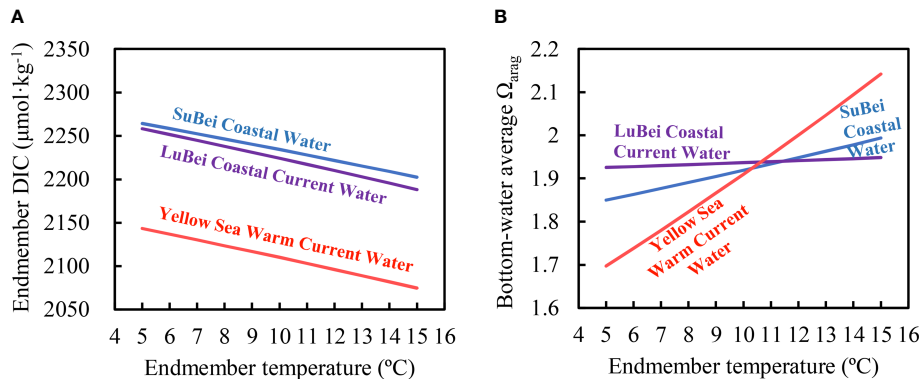 A
2350
2300
2250
2200
2150
2100
2050
Endmember DIC (μmol·kg⁻¹)
SuBei Coastal Water
LuBei Coastal Current Water
Yellow Sea Warm Current Water
4 5 6 7 8 9 10 11 12 13 14 15 16
Endmember temperature (ºC)
B
2.2
2.1
2
1.9
1.8
1.7
1.6
Bottom-water average Ωarag
LuBei Coastal
Current Water
SuBei
Coastal
Water
Yellow Sea
Warm Current
Water
4 5 6 7 8 9 10 11 12 13 14 15 16
Endmember temperature (ºC)